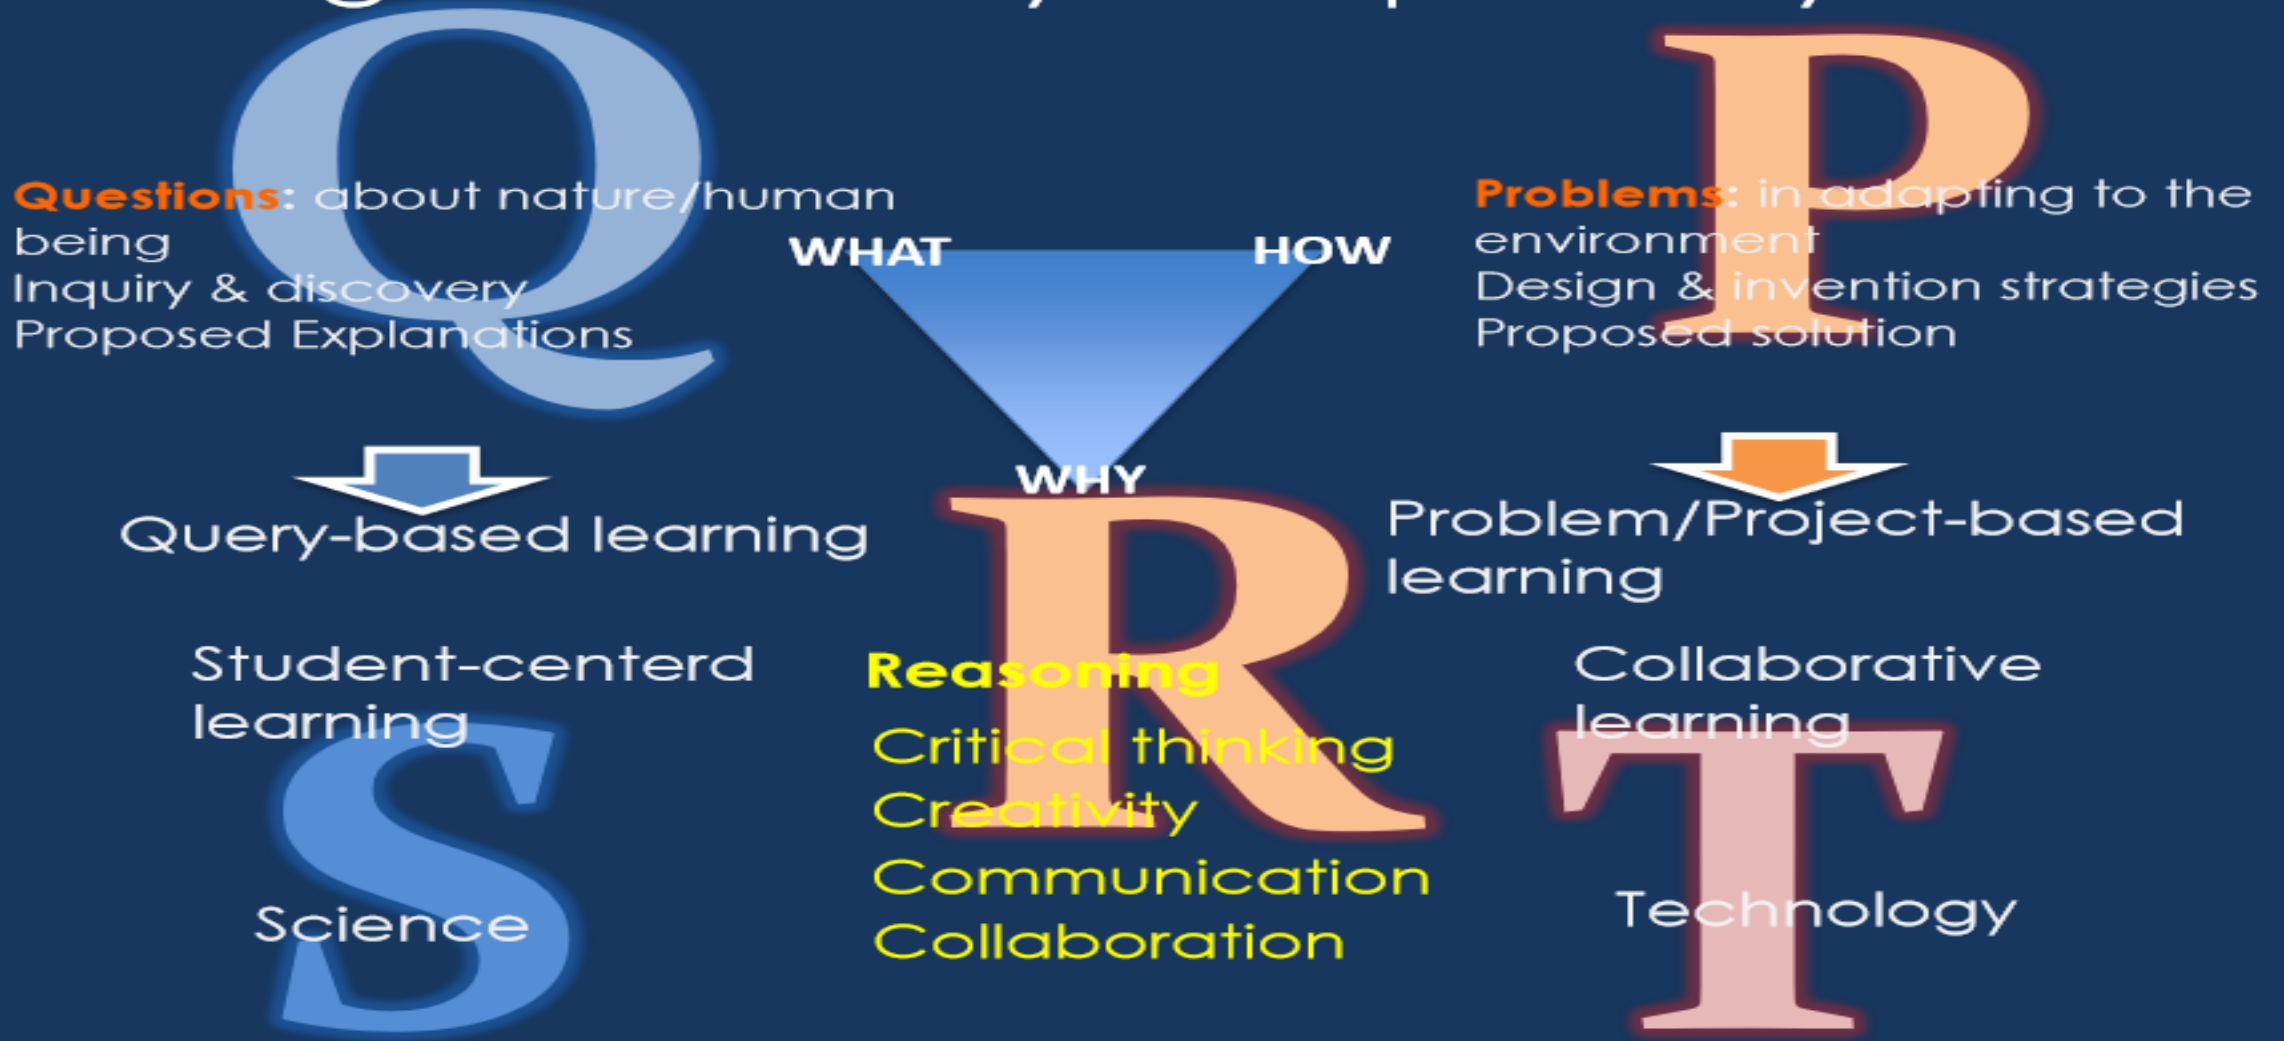 Q
P
Questions: about nature/human
being
Inquiry & discovery
Proposed Explanations
WHAT
HOW
WHY
Problems: in adapting to the
environment
Design & invention strategies
Proposed solution
Query-based learning
Problem/Project-based
learning
R
Student-centerd
learning
Reasoning
Critical thinking
Creativity
Communication
Collaboration
Collaborative
learning
S
Science
T
Technology